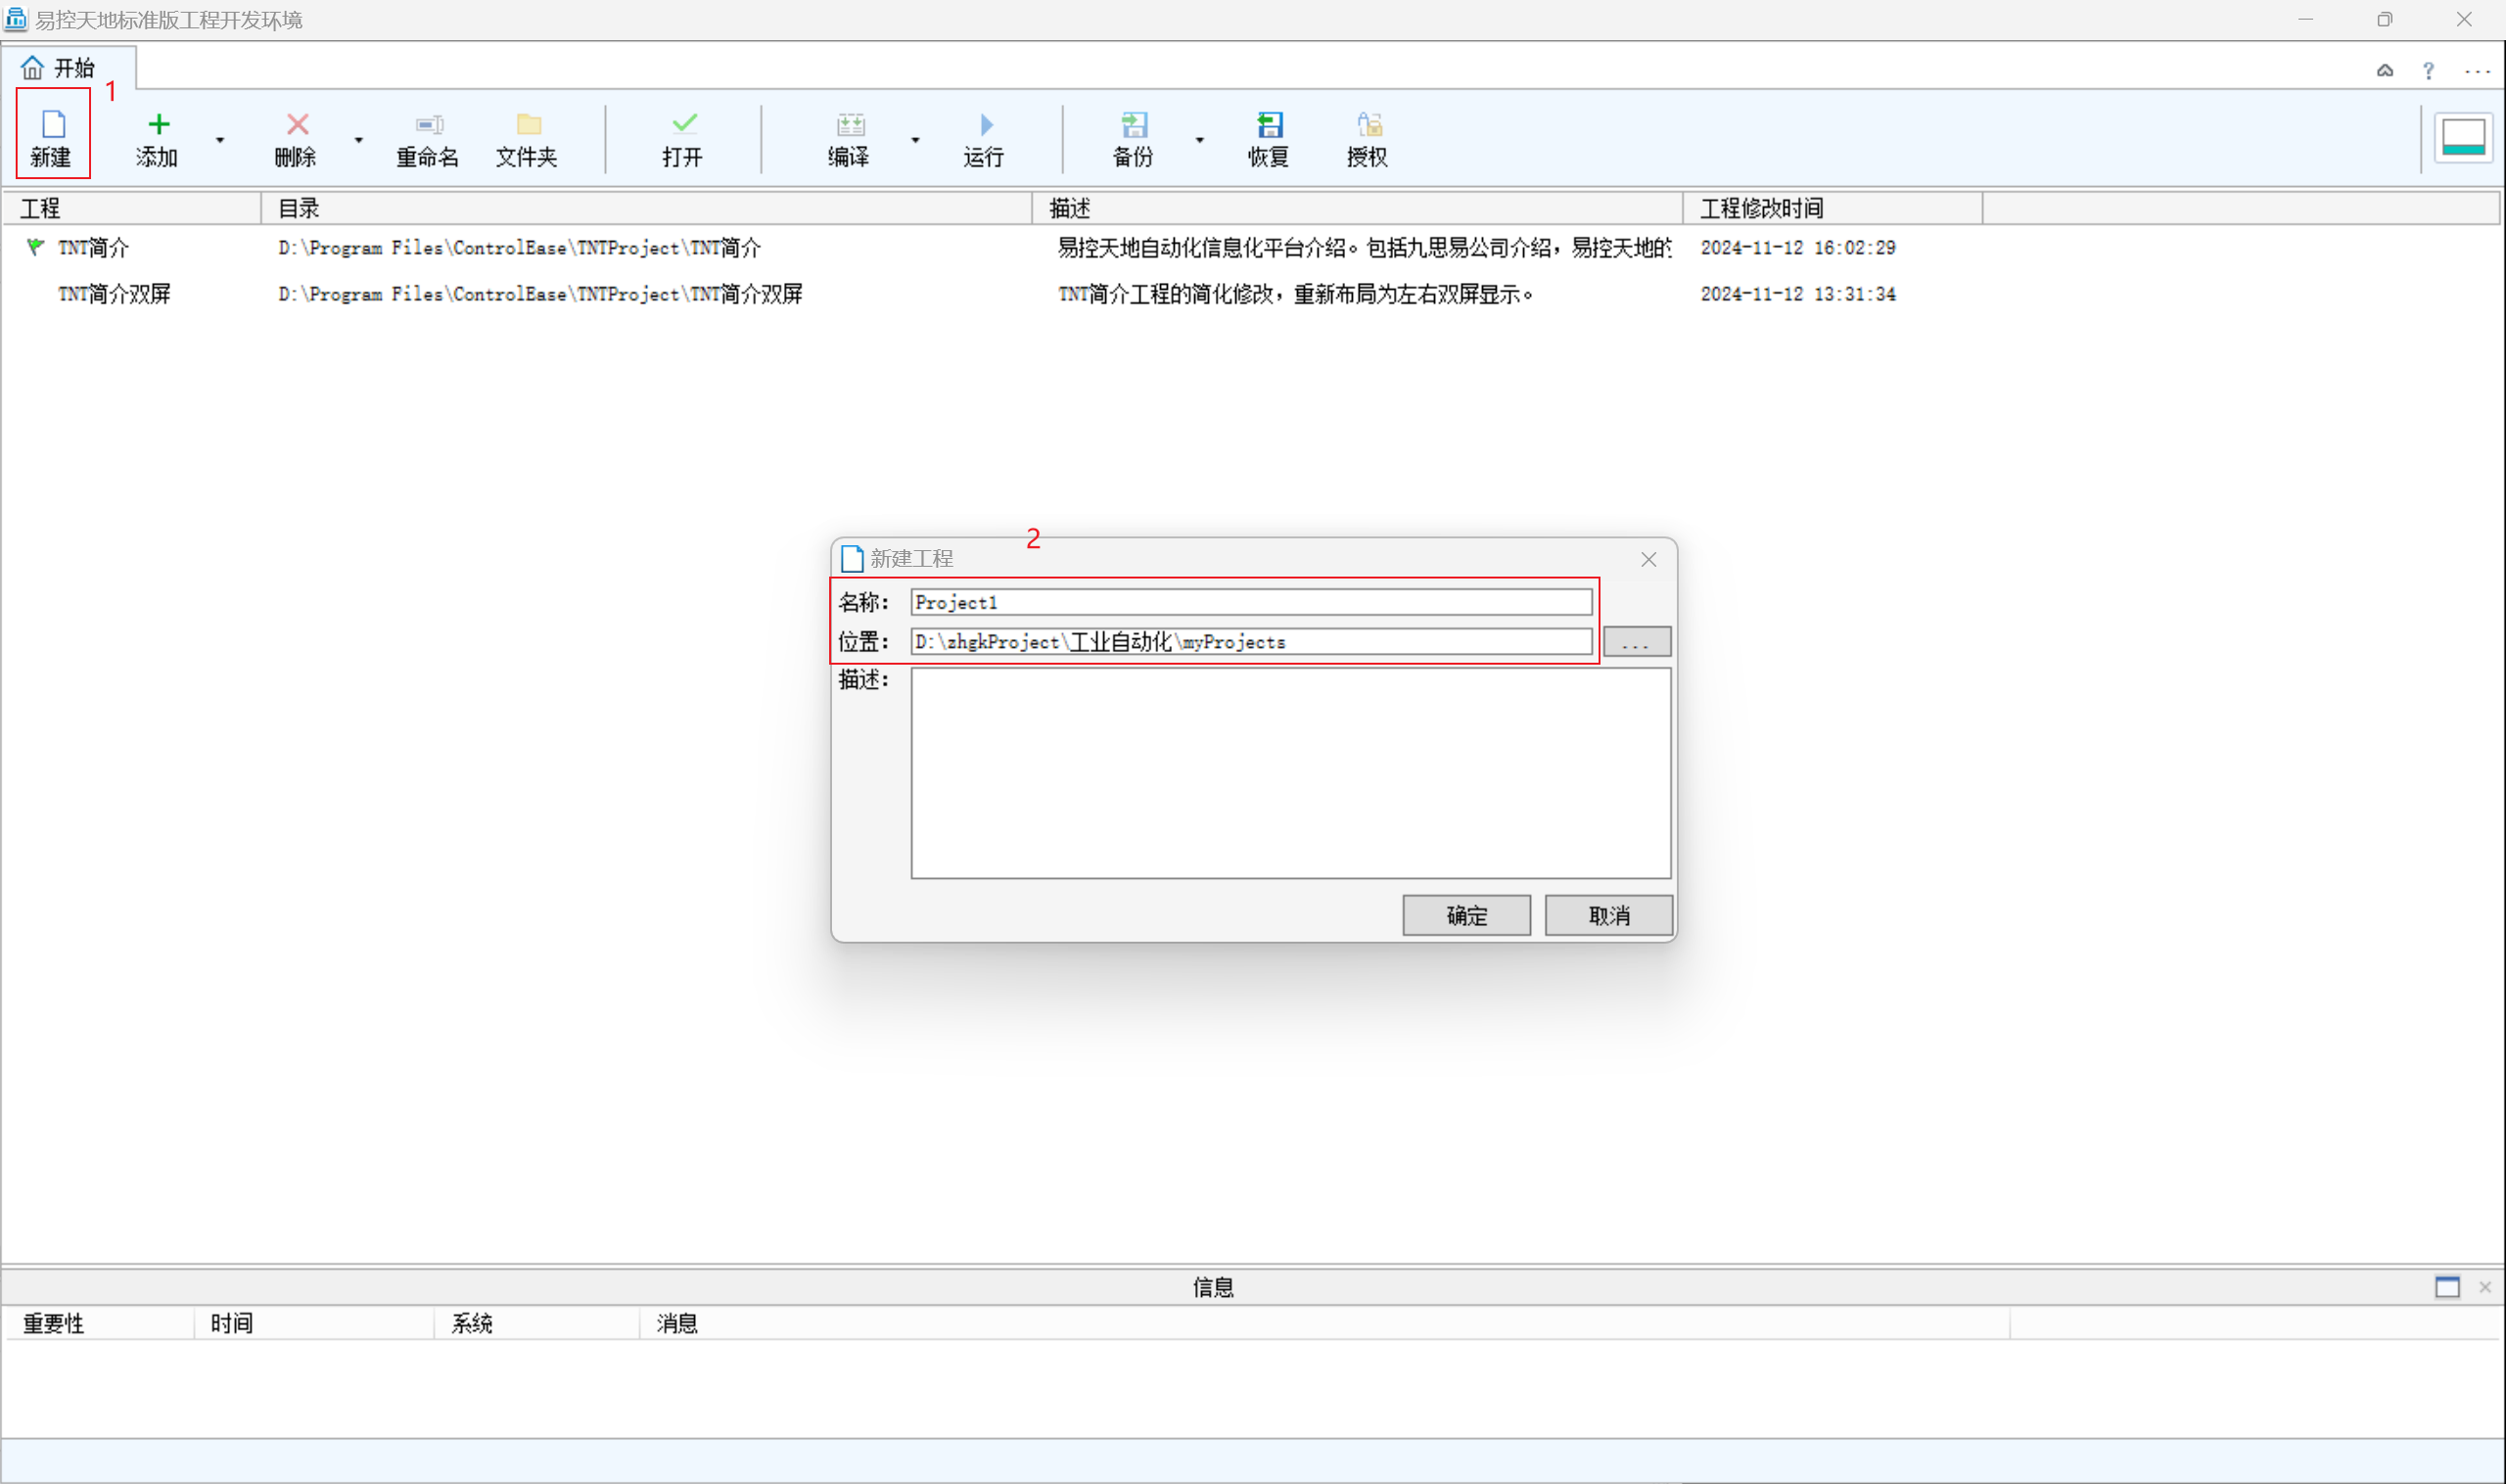 易控天地标准版工程开发环境
开始
1
新建 添加 删除 重命名 文件夹 打开 编译 运行 备份 恢复 授权
工程 目录 描述 工程修改时间
TNT简介 D:\Program Files\ControlEase\TNTProject\TNT简介 易控天地自动化信息化平台介绍。包括九思易公司介绍，易控天地的 2024-11-12 16:02:29
TNT简介双屏 D:\Program Files\ControlEase\TNTProject\TNT简介双屏 TNT简介工程的简化修改，重新布局为左右双屏显示。 2024-11-12 13:31:34
2
新建工程
名称： Project1
位置： D:\zhgkProject\工业自动化\myProjects ...
描述：
确定 取消
信息
重要性 时间 系统 消息